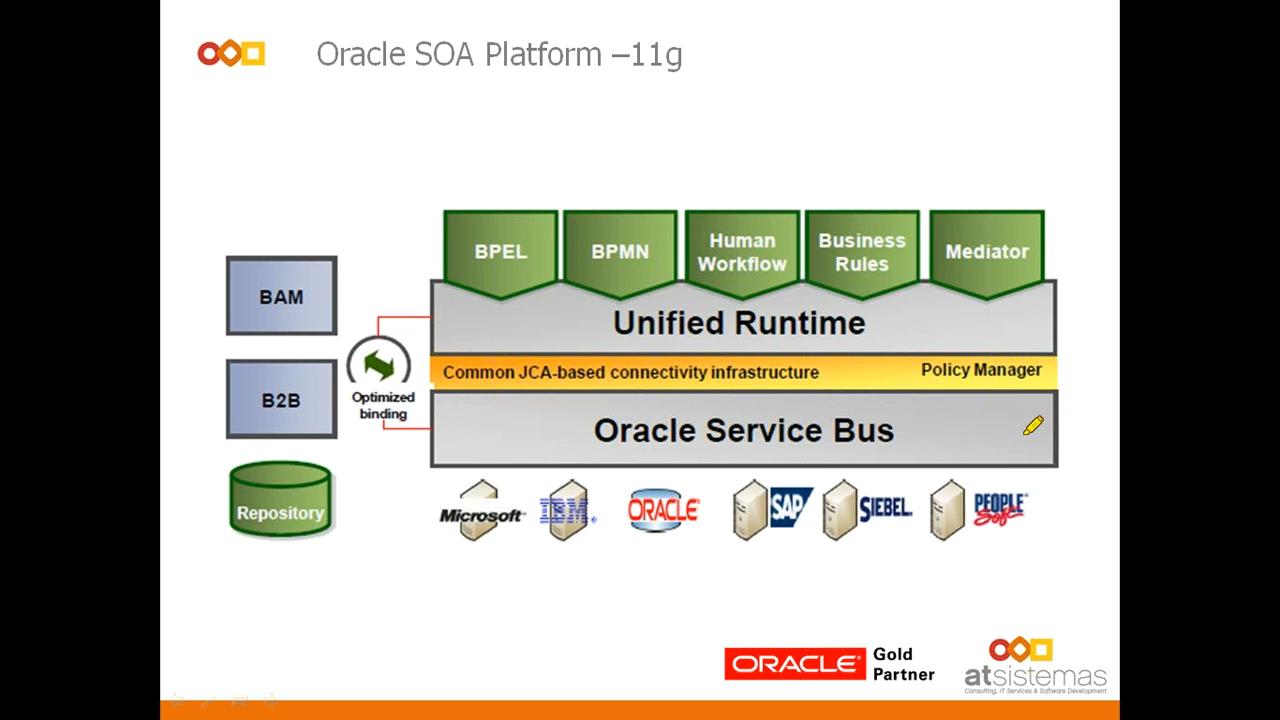 Oracle SOA Platform –11g
BPEL
BPMN
Human
Workflow
Business
Rules
Mediator
BAM
Unified Runtime
Common JCA-based connectivity infrastructure
Policy Manager
B2B
Optimized
binding
Oracle Service Bus
Repository
Microsoft
IBM
ORACLE
SAP
SIEBEL
PEOPLE
Soft
ORACLE
Gold
Partner
atsistemas
Consulting, IT Services & Software Development